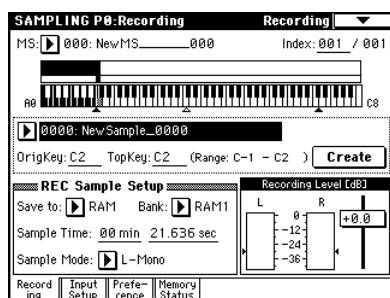 SAMPLING P0:Recording Recording
MS: 000: NewMS______000 Index: 001 / 001
A0 C8
0000: NewSample_0000
OrigKey: C2 TopKey: C2 (Range: C-1 - C2 ) Create
REC Sample Setup
Recording Level [dB]
Save to: RAM Bank: RAM1
L R
Sample Time: 00 min 21.636 sec
0 +0.0
-12
-24
Sample Mode: L-Mono
-36
Record ing Input Setup Prefe- rence Memory Status